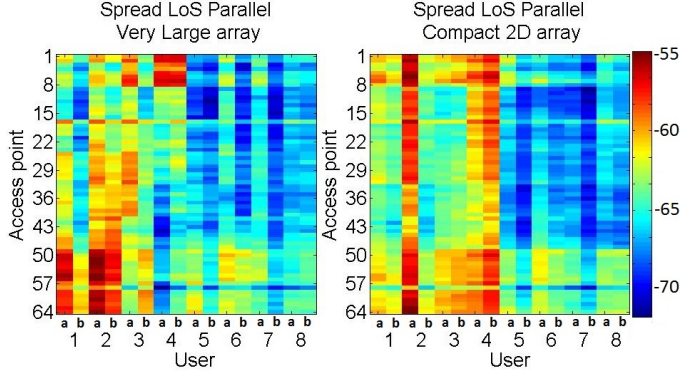 Spread LoS Parallel
Very Large array
Spread LoS Parallel
Compact 2D array
Access point
1
8
15
22
29
36
43
50
57
64
a b a b a b a b a b a b a b a b
1 2 3 4 5 6 7 8
User
Access point
1
8
15
22
29
36
43
50
57
64
a b a b a b a b a b a b a b a b
1 2 3 4 5 6 7 8
User
-55
-60
-65
-70